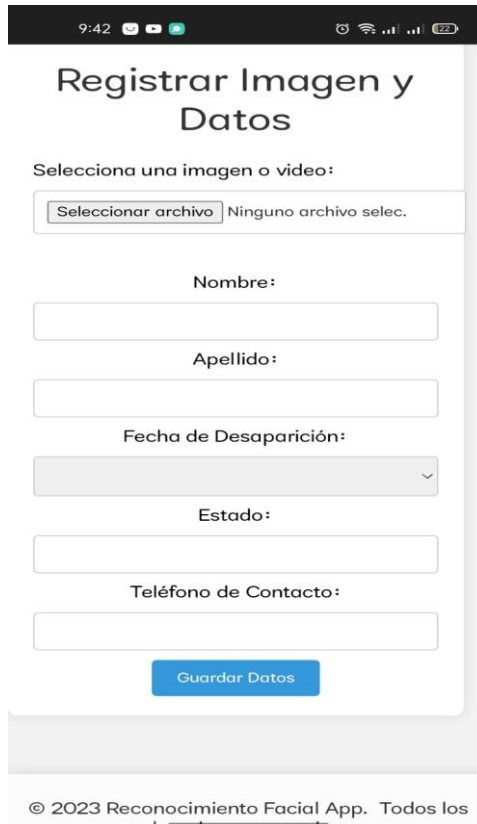 9:42 22
Registrar Imagen y
Datos
Selecciona una imagen o video:
Seleccionar archivo Ninguno archivo selec.
Nombre:
Apellido:
Fecha de Desaparición:
Estado:
Teléfono de Contacto:
Guardar Datos
© 2023 Reconocimiento Facial App. Todos los